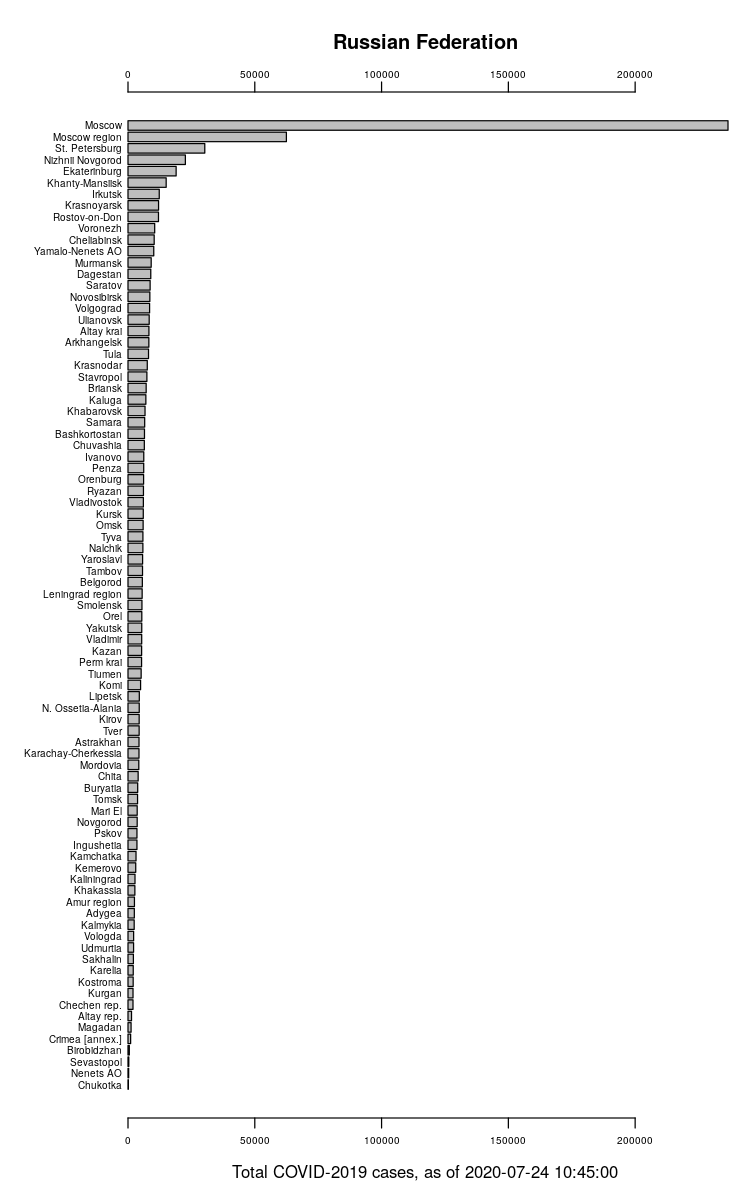 Russian Federation
0 50000 100000 150000 200000
Moscow
Moscow region
St. Petersburg
Nizhnii Novgorod
Ekaterinburg
Khanty-Mansiisk
Irkutsk
Krasnoyarsk
Rostov-on-Don
Voronezh
Cheliabinsk
Yamalo-Nenets AO
Murmansk
Dagestan
Saratov
Novosibirsk
Volgograd
Ulianovsk
Altay krai
Arkhangelsk
Tula
Krasnodar
Stavropol
Briansk
Kaluga
Khabarovsk
Samara
Bashkortostan
Chuvashia
Ivanovo
Penza
Orenburg
Ryazan
Vladivostok
Kursk
Omsk
Tyva
Nalchik
Yaroslavl
Tambov
Belgorod
Leningrad region
Smolensk
Orel
Yakutsk
Vladimir
Kazan
Perm krai
Tiumen
Komi
Lipetsk
N. Ossetia-Alania
Kirov
Tver
Astrakhan
Karachay-Cherkessia
Mordovia
Chita
Buryatia
Tomsk
Mari El
Novgorod
Pskov
Ingushetia
Kamchatka
Kemerovo
Kaliningrad
Khakassia
Amur region
Adygea
Kalmykia
Vologda
Udmurtia
Sakhalin
Karelia
Kostroma
Kurgan
Chechen rep.
Altay rep.
Magadan
Crimea [annex.]
Birobidzhan
Sevastopol
Nenets AO
Chukotka
0 50000 100000 150000 200000
Total COVID-2019 cases, as of 2020-07-24 10:45:00